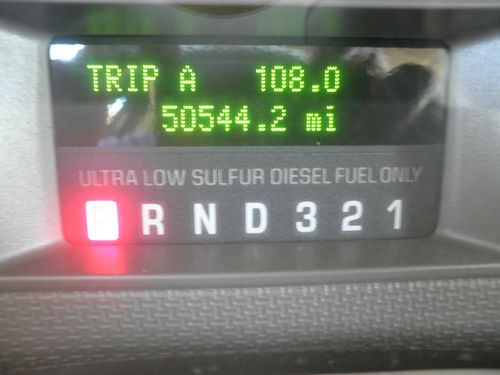 TRIP A 108.0
50544.2 mi
ULTRA LOW SULFUR DIESEL FUEL ONLY
P R N D 3 2 1